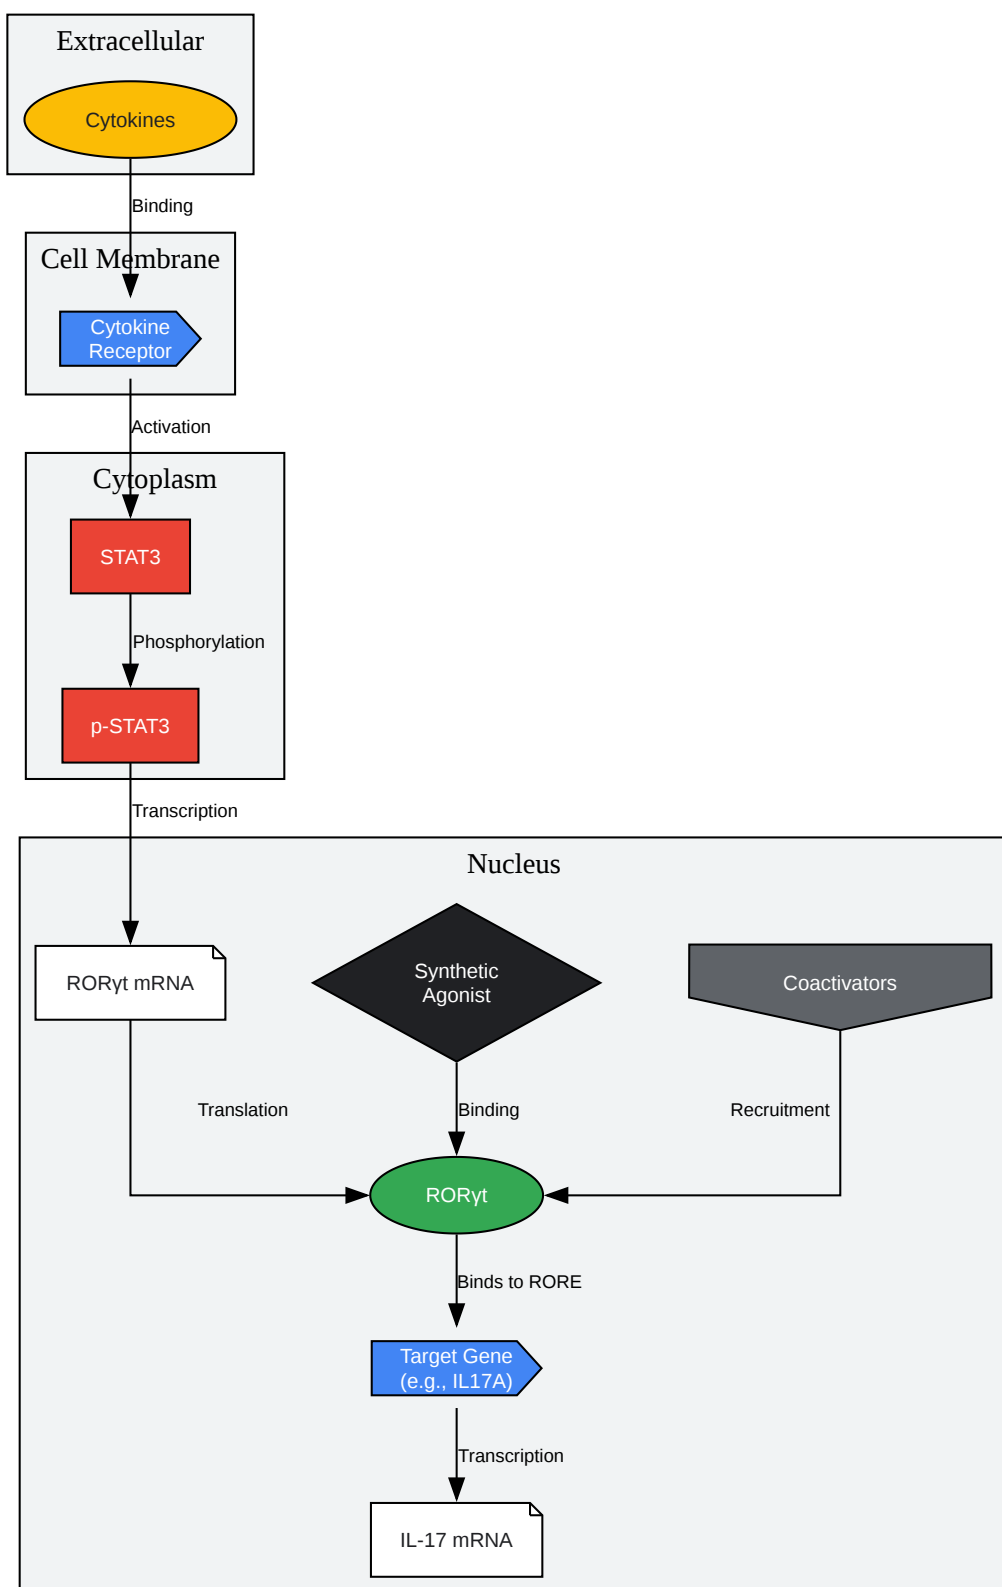 Extracellular
Cytokines
Binding
Cell Membrane
Cytokine
Receptor
Activation
Cytoplasm
STAT3
Phosphorylation
p-STAT3
Transcription
Nucleus
RORγt mRNA
Synthetic
Agonist
Coactivators
Translation
Binding
Recruitment
RORγt
Binds to RORE
Target Gene
(e.g., IL17A)
Transcription
IL-17 mRNA